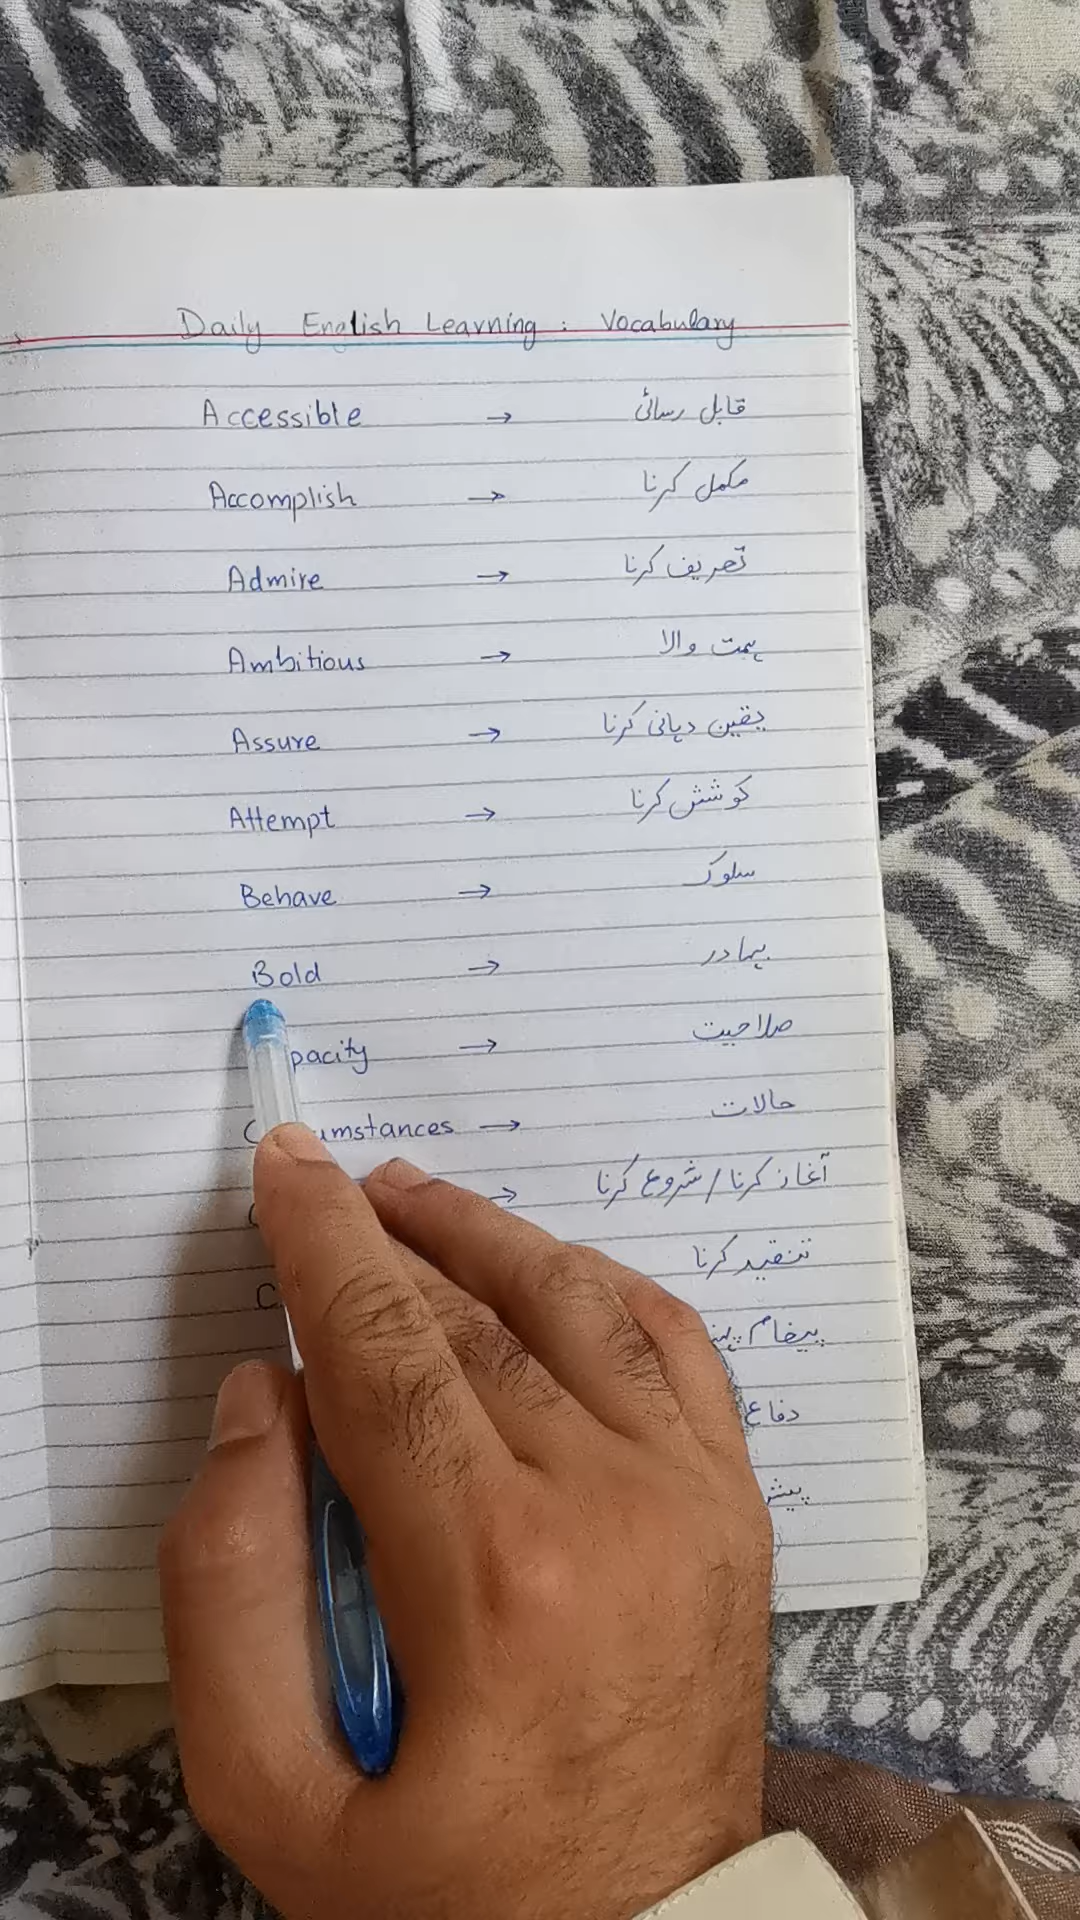 Daily English Learning : Vocabulary
Accessible → قابل رسائی
Accomplish → مکمل کرنا
Admire → تعریف کرنا
Ambitious → ہمت والا
Assure → یقین دہانی کرنا
Attempt → کوشش کرنا
Behave → سلوک
Bold → بہادر
pacity → صلاحیت
C umstances → حالات
→ آغاز کرنا / شروع کرنا
C تنقید کرنا
پیغام
دفاع